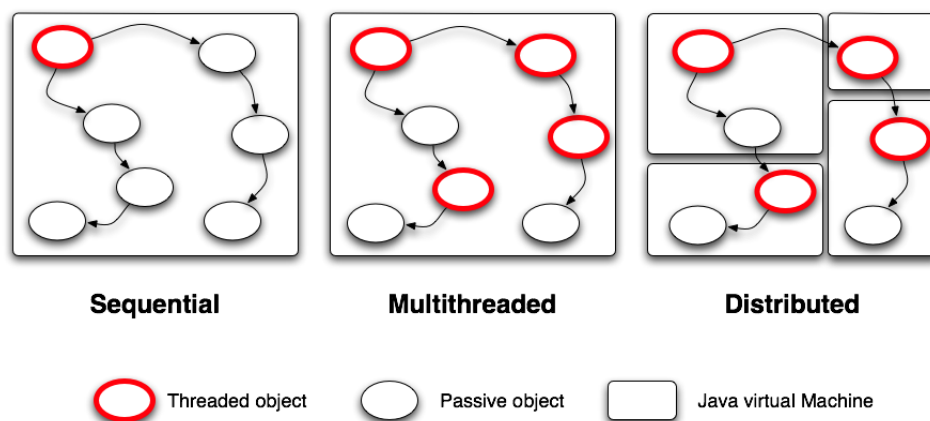 Sequential
Multithreaded
Distributed
Threaded object
Passive object
Java virtual Machine